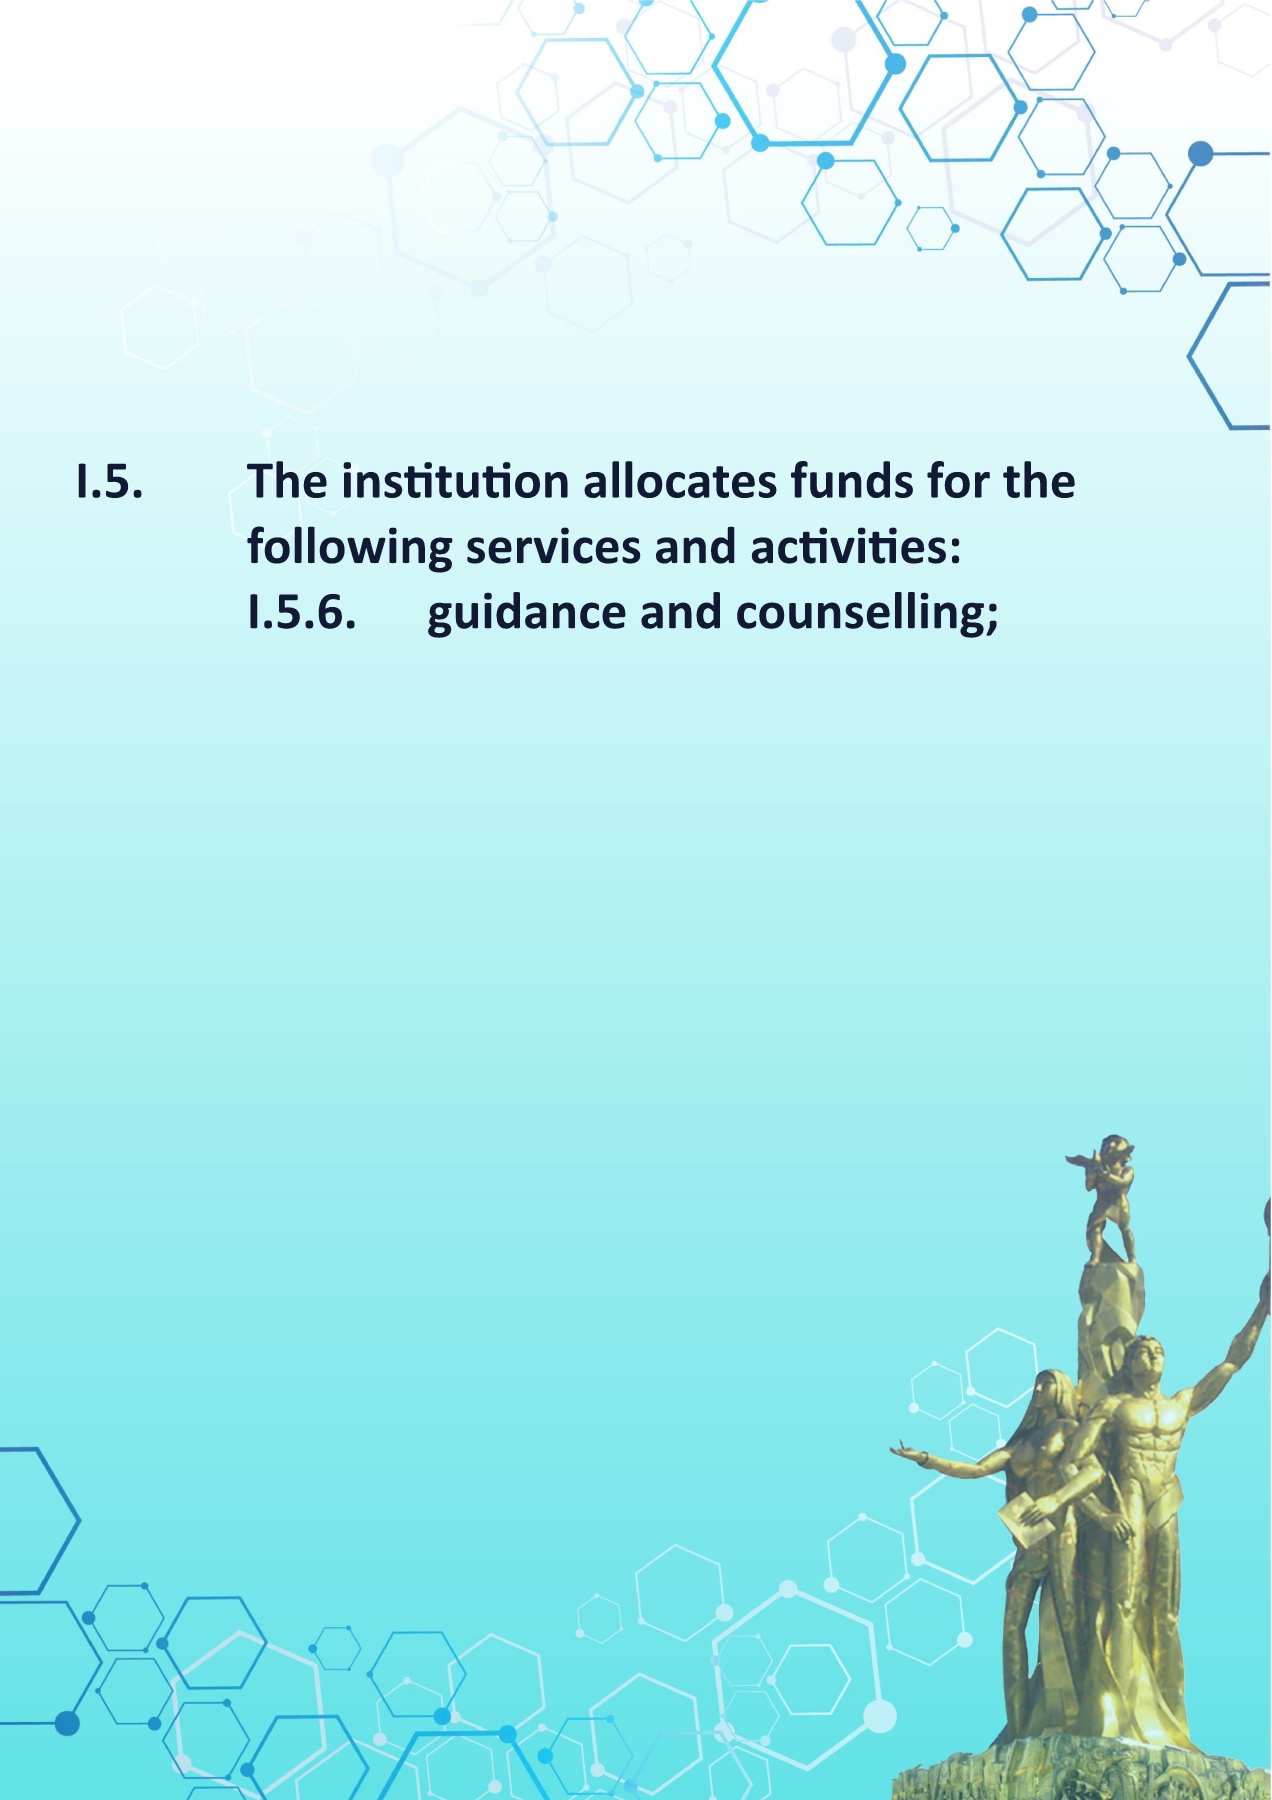 I.5. The institution allocates funds for the
following services and activities:
I.5.6. guidance and counselling;